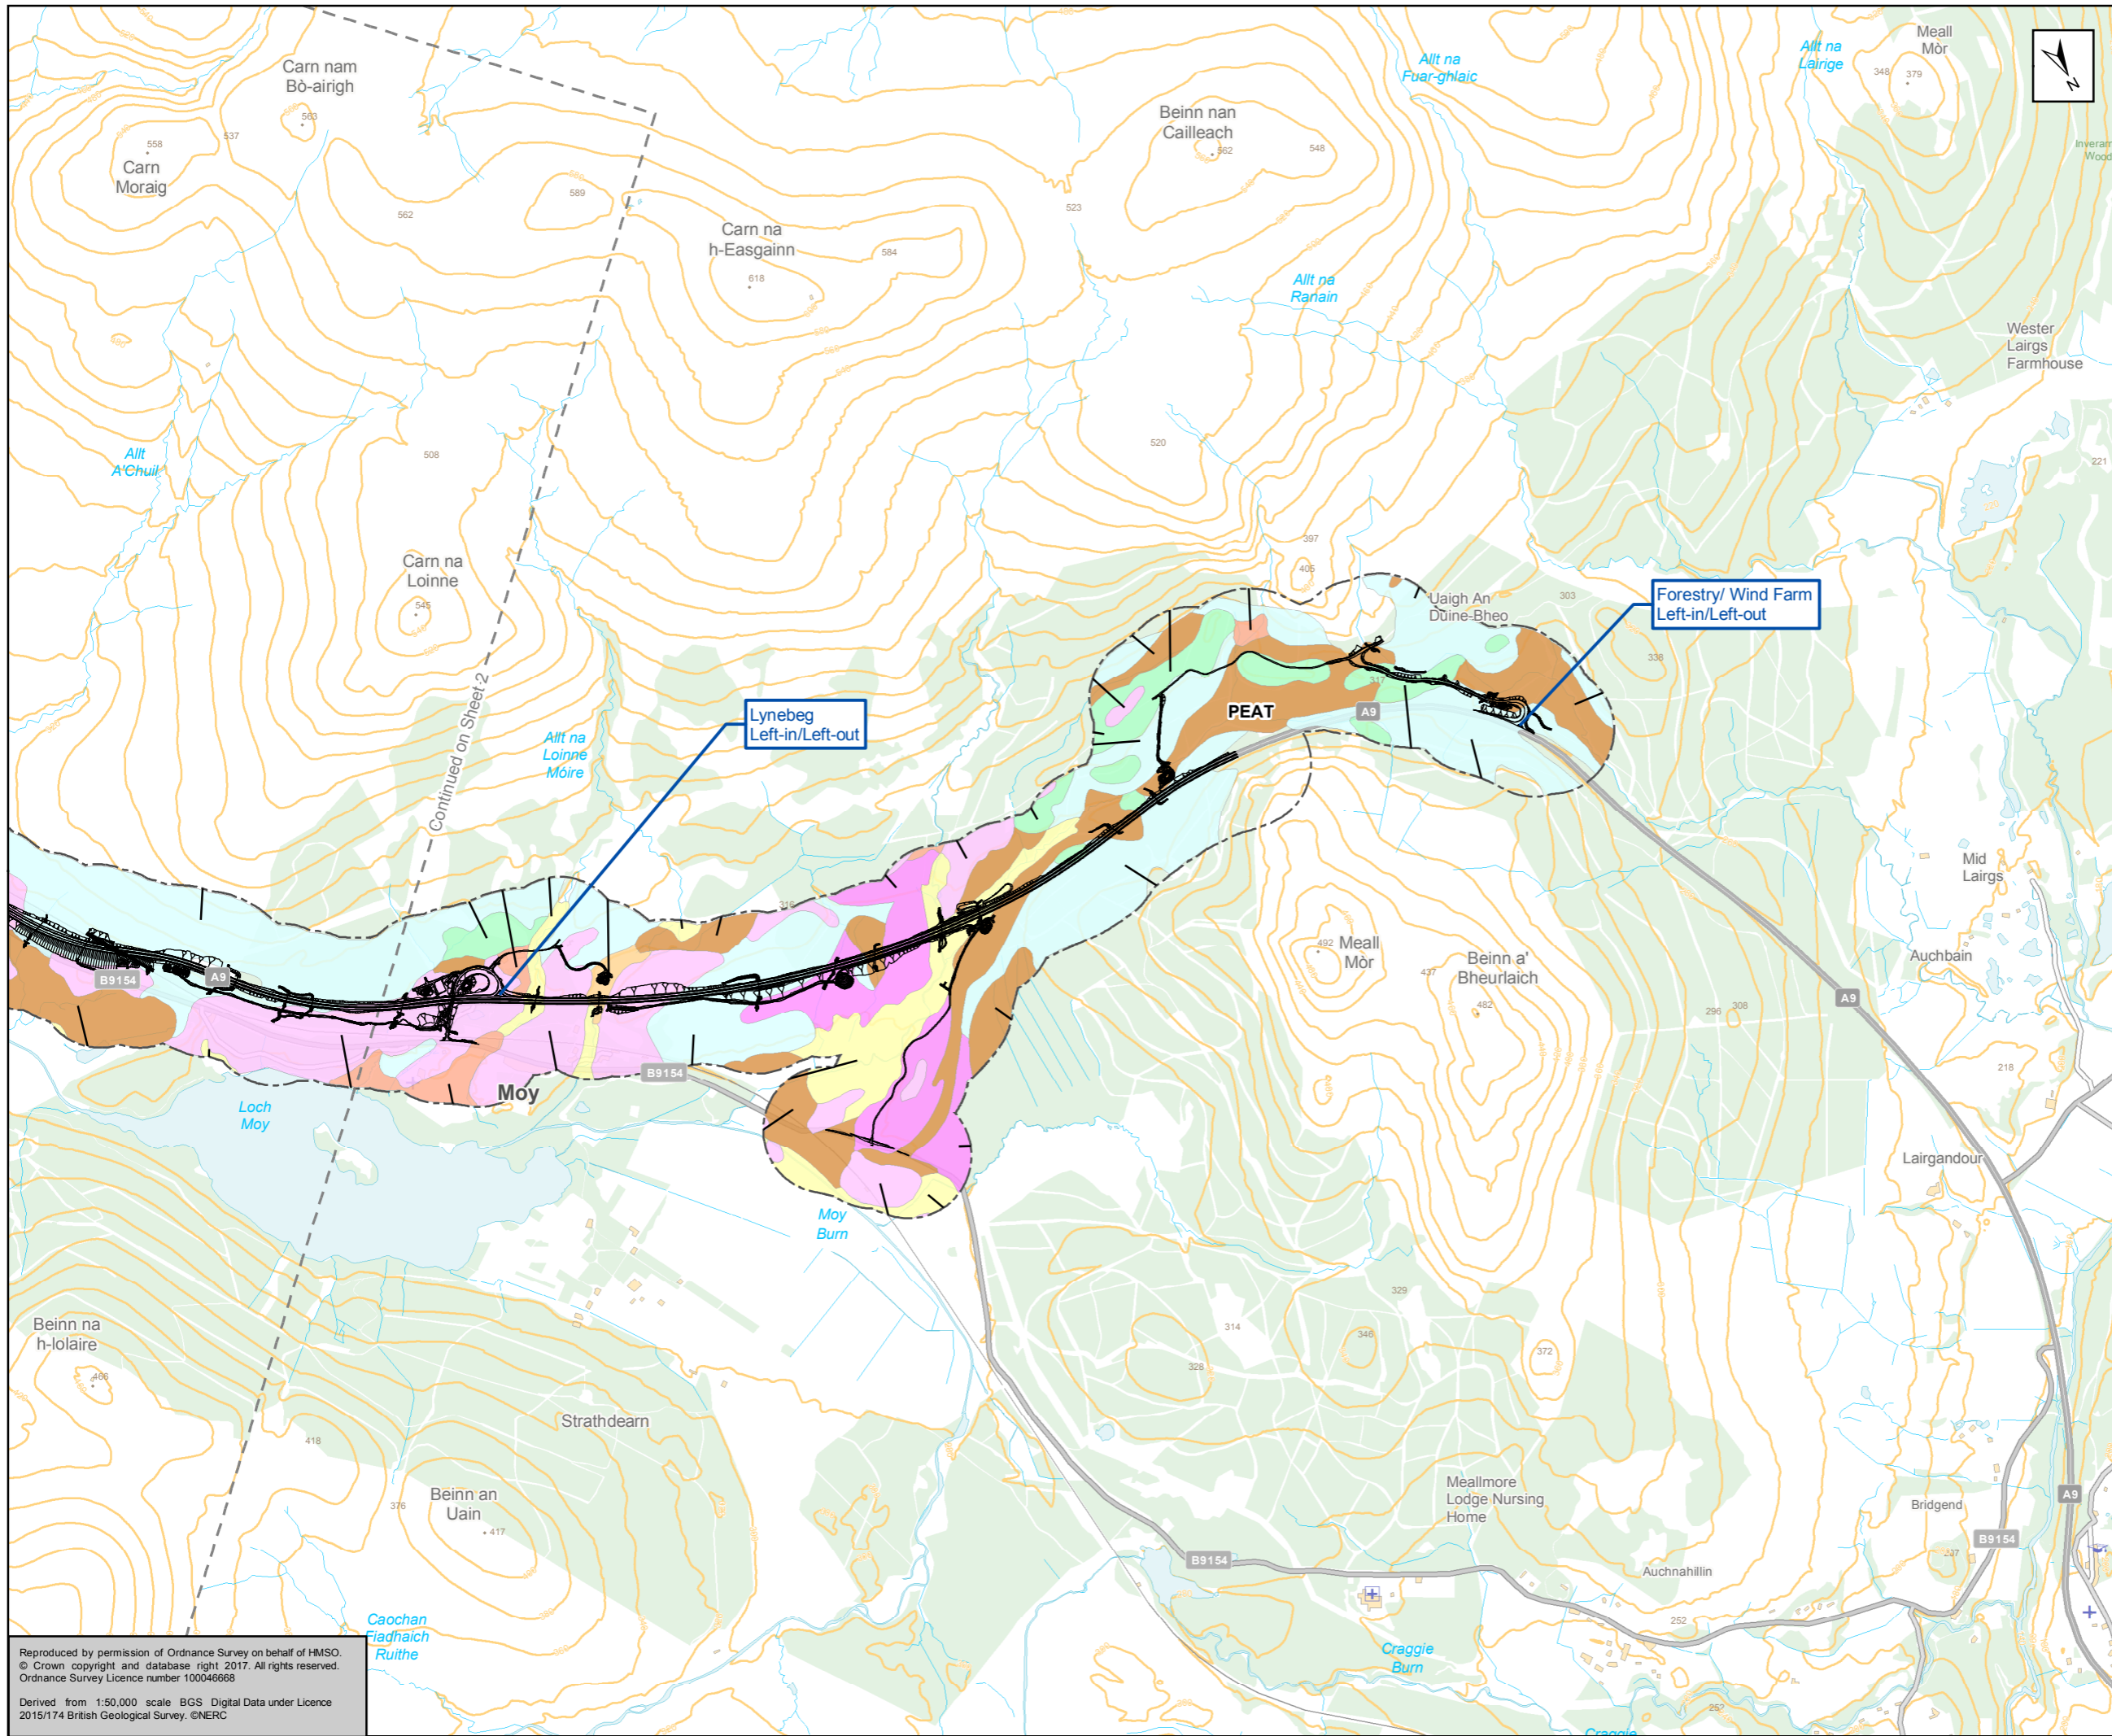 Carn nam
Bò-airigh
563
537
558
Carn
Moraig
562
589
Carn na
h-Easgainn
584
618
523
Beinn nan
Cailleach
562
548
Allt na
Fuar-ghlaic
Allt na
Lairige
Meall
Mòr
348
379
N
Allt na
Ranain
Wester
Lairgs
Farmhouse
221
520
508
Allt
A'Chuil
Carn na
Loinne
545
Continued on Sheet 2
397
405
Uaigh An
Duine-Bheo
303
338
Forestry/ Wind Farm
Left-in/Left-out
317
PEAT
A9
Lynebeg
Left-in/Left-out
Allt na
Loinne
Móire
316
B9154
A9
Moy
B9154
Loch
Moy
492
Meall
Mòr
437
Beinn a'
Bheurlaich
482
296
308
Mid
Lairgs
Auchbain
A9
218
Lairgandour
Moy
Burn
Beinn na
h-Iolaire
466
Strathdearn
418
376
Beinn an
Uain
417
329
314
346
328
372
Meallmore
Lodge Nursing
Home
A9
Bridgend
B9154
237
B9154
Auchnahillin
252
Caochan
Fiadhaich
Ruithe
Craggie
Burn
252
Craggie
Reproduced by permission of Ordnance Survey on behalf of HMSO.
© Crown copyright and database right 2017. All rights reserved.
Ordnance Survey Licence number 100046668
Derived from 1:50,000 scale BGS Digital Data under Licence
2015/174 British Geological Survey. ©NERC